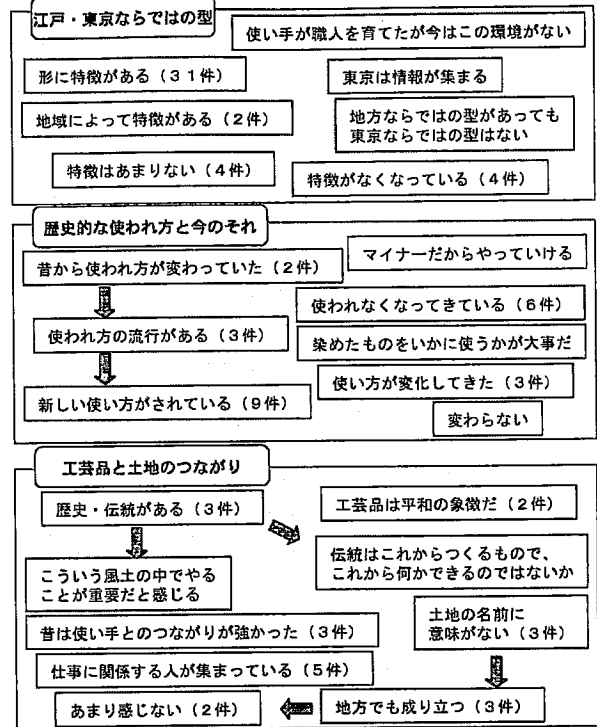 江戸・東京ならではの型
使い手が職人を育てたが今はこの環境がない
形に特徴がある（３１件）
東京は情報が集まる
地域によって特徴がある（２件）
地方ならではの型があっても
東京ならではの型はない
特徴はあまりない（４件）
特徴がなくなっている（４件）
歴史的な使われ方と今のそれ
マイナーだからやっていける
昔から使われ方が変わっていた（２件）
使われなくなってきている（６件）
使われ方の流行がある（３件）
染めたものをいかに使うかが大事だ
使い方が変化してきた（３件）
新しい使い方がされている（９件）
変わらない
工芸品と土地のつながり
歴史・伝統がある（３件）
工芸品は平和の象徴だ（２件）
伝統はこれからつくるもので、
これから何かできるのではないか
こういう風土の中でやる
ことが重要だと感じる
土地の名前に
意味がない（３件）
昔は使い手とのつながりが強かった（３件）
仕事に関係する人が集まっている（５件）
あまり感じない（２件）
地方でも成り立つ（３件）